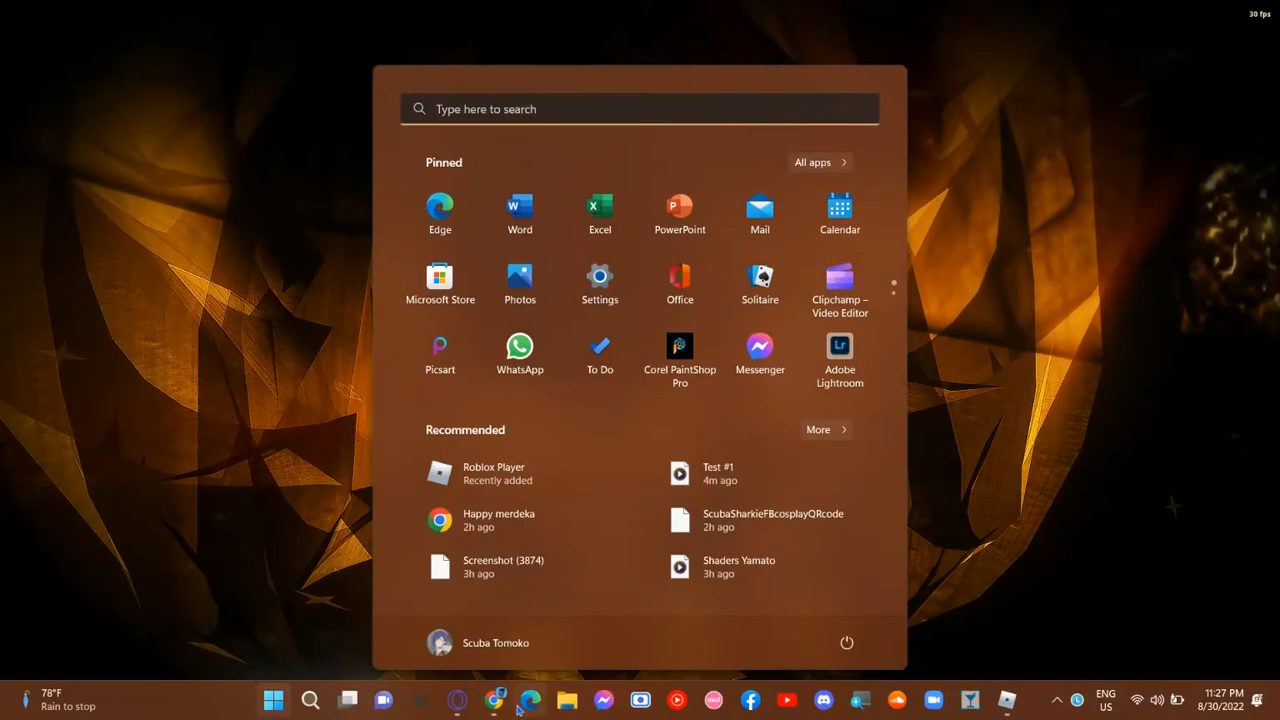 30 fps
Type here to search
Pinned
All apps
Edge
Word
Excel
PowerPoint
Mail
Calendar
Microsoft Store
Photos
Settings
Office
Solitaire
Clipchamp –
Video Editor
Picsart
WhatsApp
To Do
Corel PaintShop
Pro
Messenger
Adobe
Lightroom
Recommended
More
Roblox Player
Recently added
Test #1
4m ago
Happy merdeka
2h ago
ScubaSharkieFBcosplayQRcode
2h ago
Screenshot (3874)
3h ago
Shaders Yamato
3h ago
Scuba Tomoko
78°F
Rain to stop
osu!
ENG
US
11:27 PM
8/30/2022